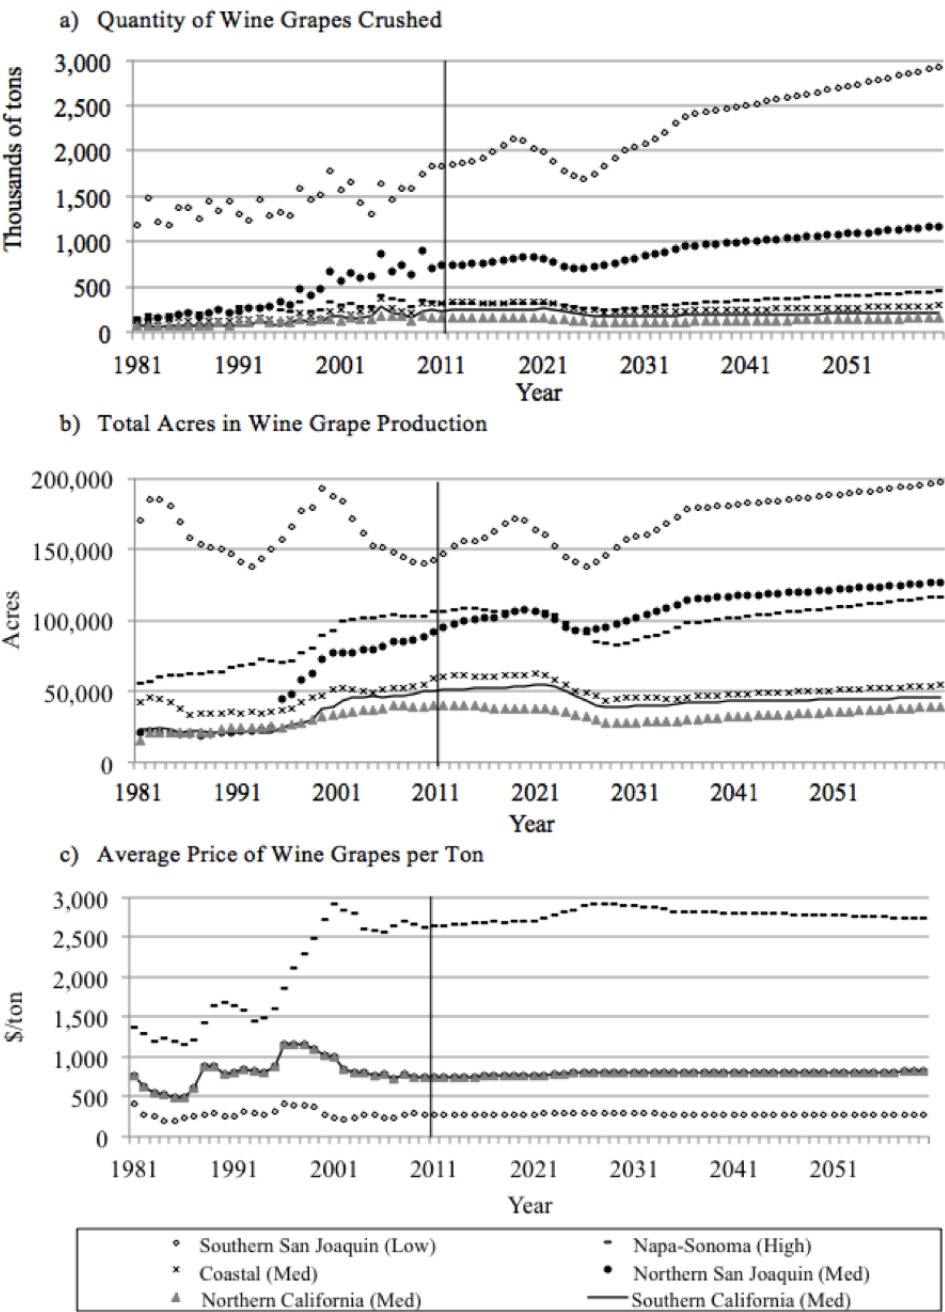 a) Quantity of Wine Grapes Crushed
Thousands of tons
3,000
2,500
2,000
1,500
1,000
500
0
1981 1991 2001 2011 2021 2031 2041 2051
Year
b) Total Acres in Wine Grape Production
Acres
200,000
150,000
100,000
50,000
0
1981 1991 2001 2011 2021 2031 2041 2051
Year
c) Average Price of Wine Grapes per Ton
$/ton
3,000
2,500
2,000
1,500
1,000
500
0
1981 1991 2001 2011 2021 2031 2041 2051
Year
Southern San Joaquin (Low) Napa-Sonoma (High)
Coastal (Med) Northern San Joaquin (Med)
Northern California (Med) Southern California (Med)